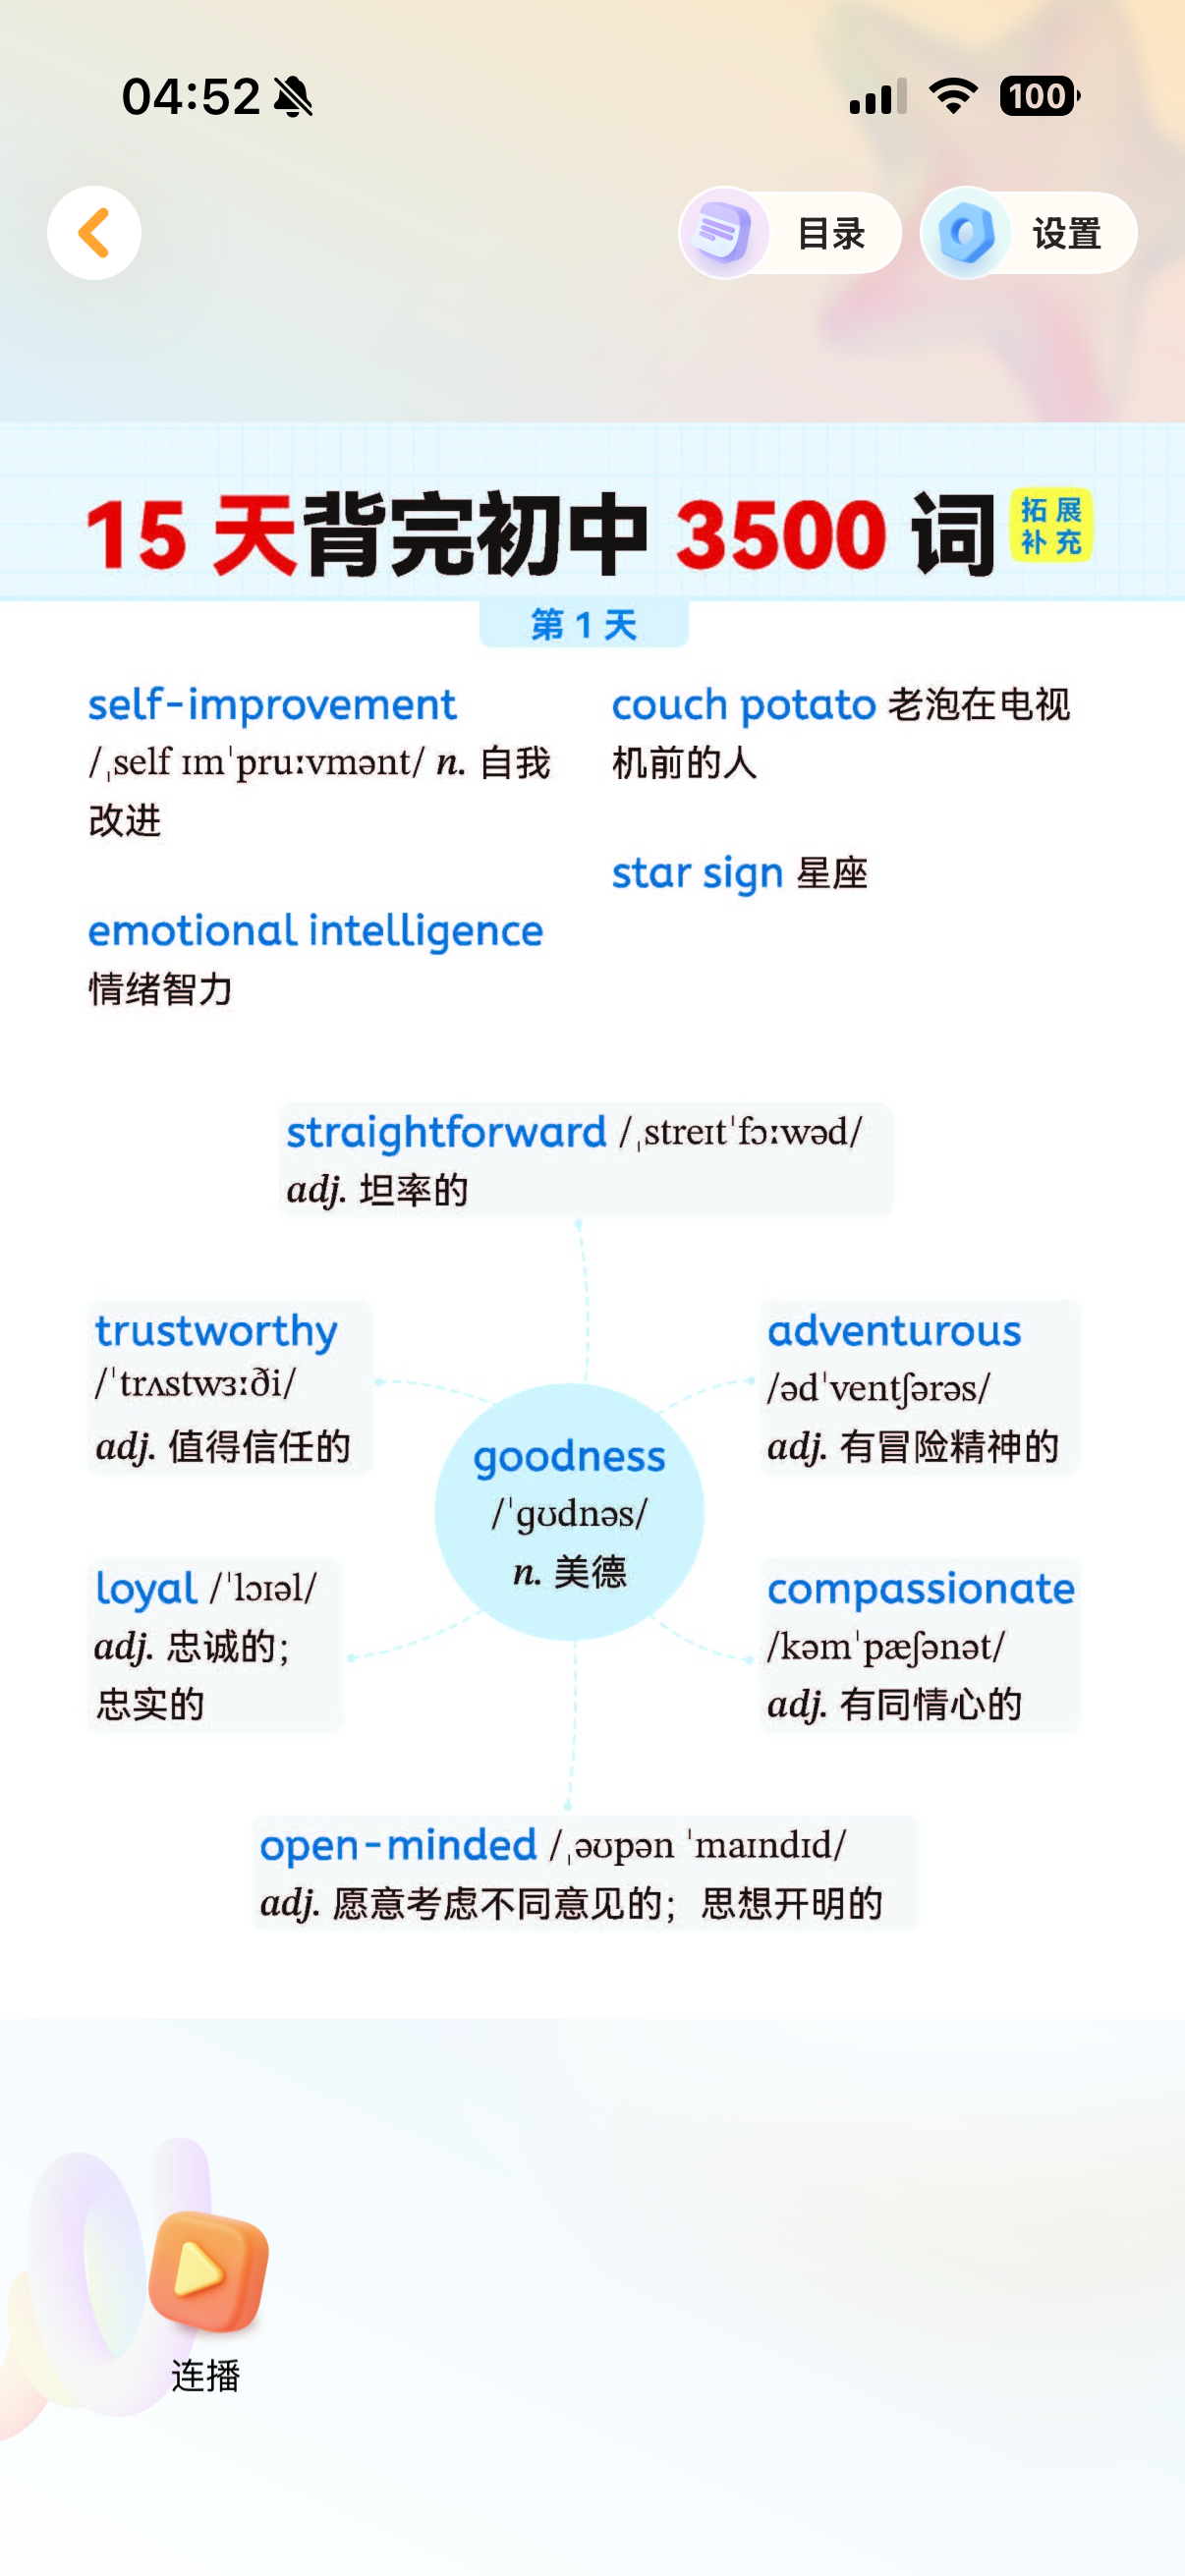 04:52
100
目录
设置
15 天背完初中 3500 词
拓展
补充
第 1 天
self-improvement
/ˌself ɪmˈpruːvmənt/ n. 自我
改进
emotional intelligence
情绪智力
couch potato 老泡在电视
机前的人
star sign 星座
straightforward /ˌstreɪtˈfɔːwəd/
adj. 坦率的
trustworthy
/ˈtrʌstwɜːði/
adj. 值得信任的
adventurous
/ədˈventʃərəs/
adj. 有冒险精神的
goodness
/ˈɡʊdnəs/
n. 美德
loyal /ˈlɔɪəl/
adj. 忠诚的；
忠实的
compassionate
/kəmˈpæʃənət/
adj. 有同情心的
open-minded /ˌəʊpən ˈmaɪndɪd/
adj. 愿意考虑不同意见的；思想开明的
连播